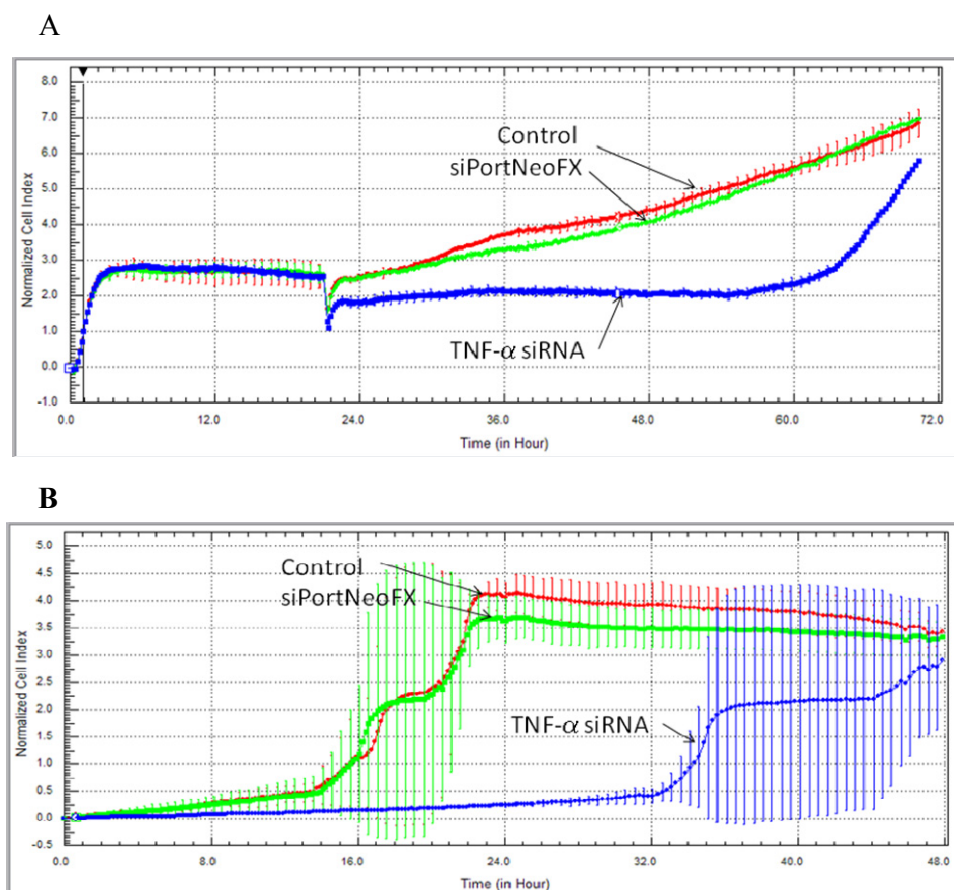 A
8.0
7.0
6.0
5.0
4.0
3.0
2.0
1.0
0.0
-1.0
Normalized Cell Index
Control
siPortNeoFX
TNF-α siRNA
0.0 12.0 24.0 36.0 48.0 60.0 72.0
Time (in Hour)
B
5.0
4.5
4.0
3.5
3.0
2.5
2.0
1.5
1.0
0.5
0.0
-0.5
Normalized Cell Index
Control
siPortNeoFX
TNF-α siRNA
0.0 8.0 16.0 24.0 32.0 40.0 48.0
Time (in Hour)